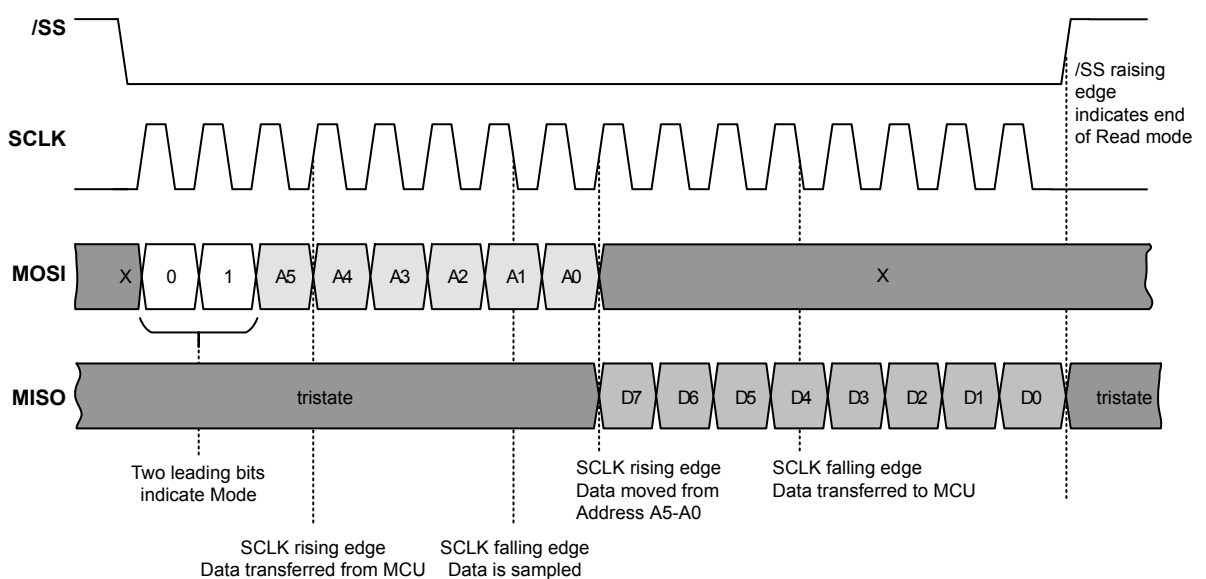 /SS
/SS raising
edge
indicates end
of Read mode
SCLK
MOSI
X
0
1
A5
A4
A3
A2
A1
A0
X
MISO
tristate
D7
D6
D5
D4
D3
D2
D1
D0
tristate
Two leading bits
indicate Mode
SCLK rising edge
Data moved from
Address A5-A0
SCLK falling edge
Data transferred to MCU
SCLK rising edge
Data transferred from MCU
SCLK falling edge
Data is sampled